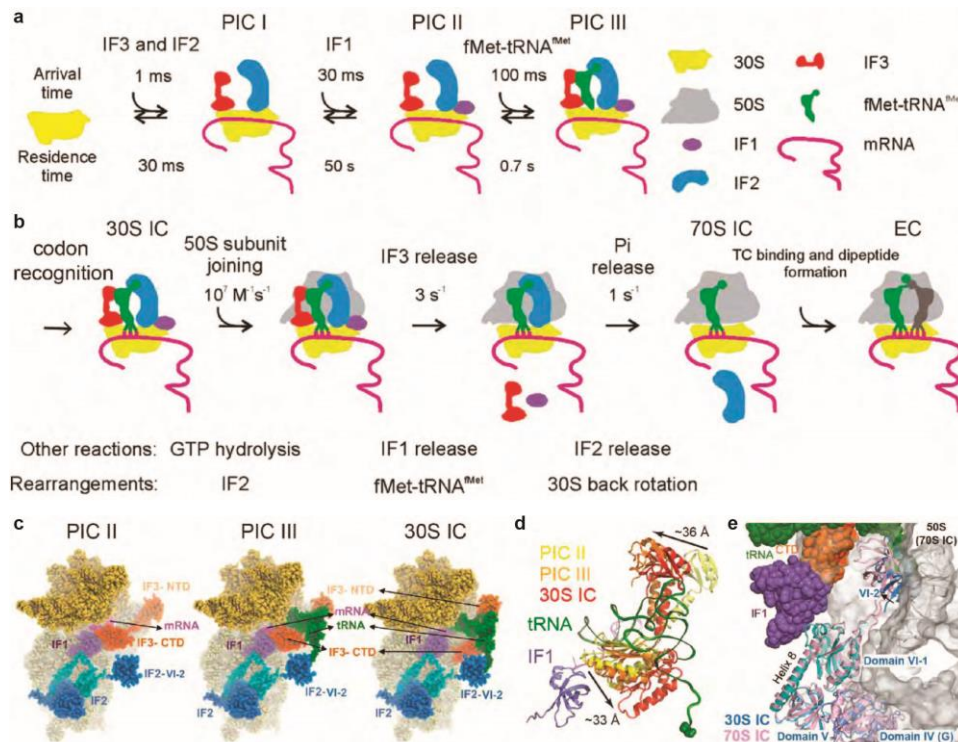 a
PIC I
PIC II
PIC III
IF3 and IF2
IF1
fMet-tRNAfMet
Arrival
time
1 ms
30 ms
100 ms
Residence
time
30 ms
50 s
0.7 s
30S
IF3
50S
fMet-tRNAfMe
IF1
mRNA
IF2
b
codon
recognition
30S IC
50S subunit
joining
10⁷ M⁻¹s⁻¹
IF3 release
3 s⁻¹
Pi
release
1 s⁻¹
70S IC
TC binding and dipeptide
formation
EC
Other reactions: GTP hydrolysis IF1 release IF2 release
Rearrangements: IF2 fMet-tRNAfMet 30S back rotation
c
PIC II
PIC III
30S IC
IF3- NTD
mRNA
mRNA
tRNA
IF1
IF3- CTD
IF1
IF3-CTD
IF1
IF2-VI-2
IF2-VI-2
IF2-VI-2
IF2
IF2
IF2
d
~36 Å
PIC II
PIC III
30S IC
tRNA
IF1
~33 Å
e
50S
(70S IC)
tRNA
CTD
VI-2
IF1
Helix 8
Domain VI-1
30S IC
70S IC
Domain V
Domain IV (G)